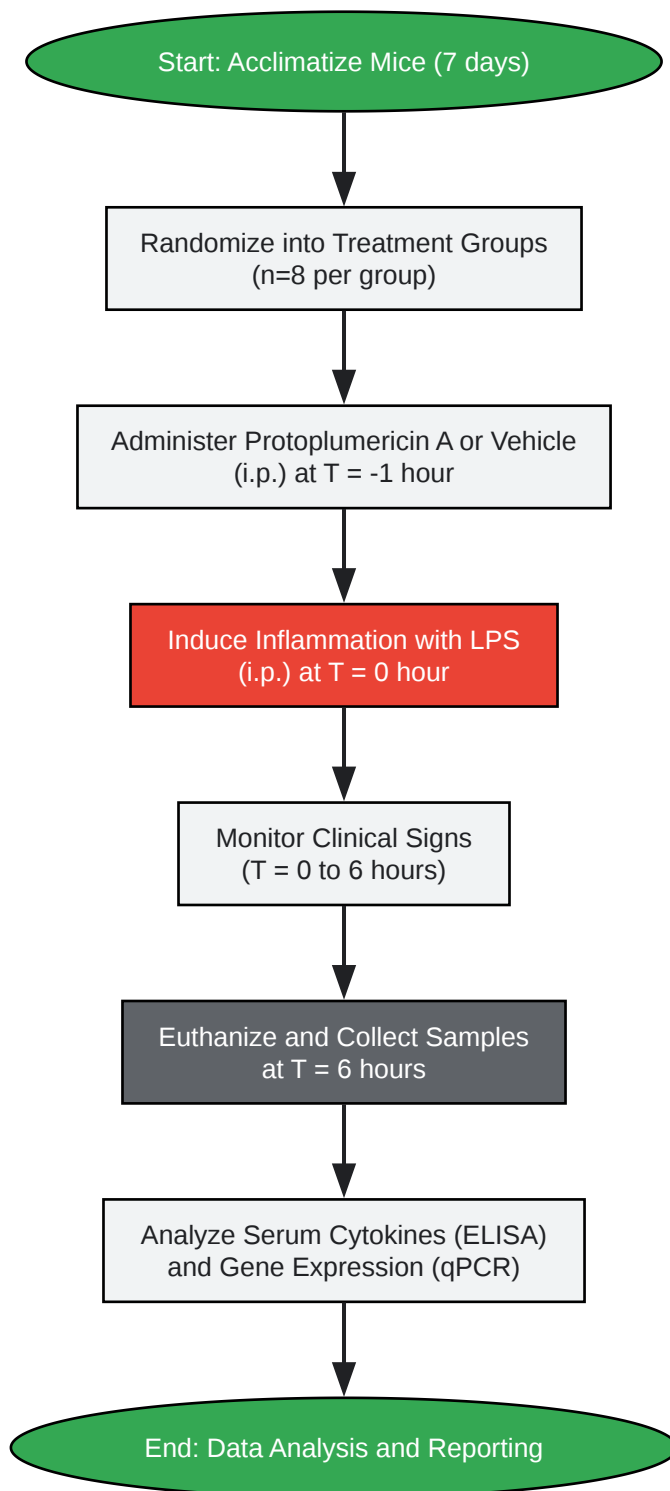 Start: Acclimatize Mice (7 days)
Randomize into Treatment Groups
(n=8 per group)
Administer Protoplumericin A or Vehicle
(i.p.) at T = -1 hour
Induce Inflammation with LPS
(i.p.) at T = 0 hour
Monitor Clinical Signs
(T = 0 to 6 hours)
Euthanize and Collect Samples
at T = 6 hours
Analyze Serum Cytokines (ELISA)
and Gene Expression (qPCR)
End: Data Analysis and Reporting